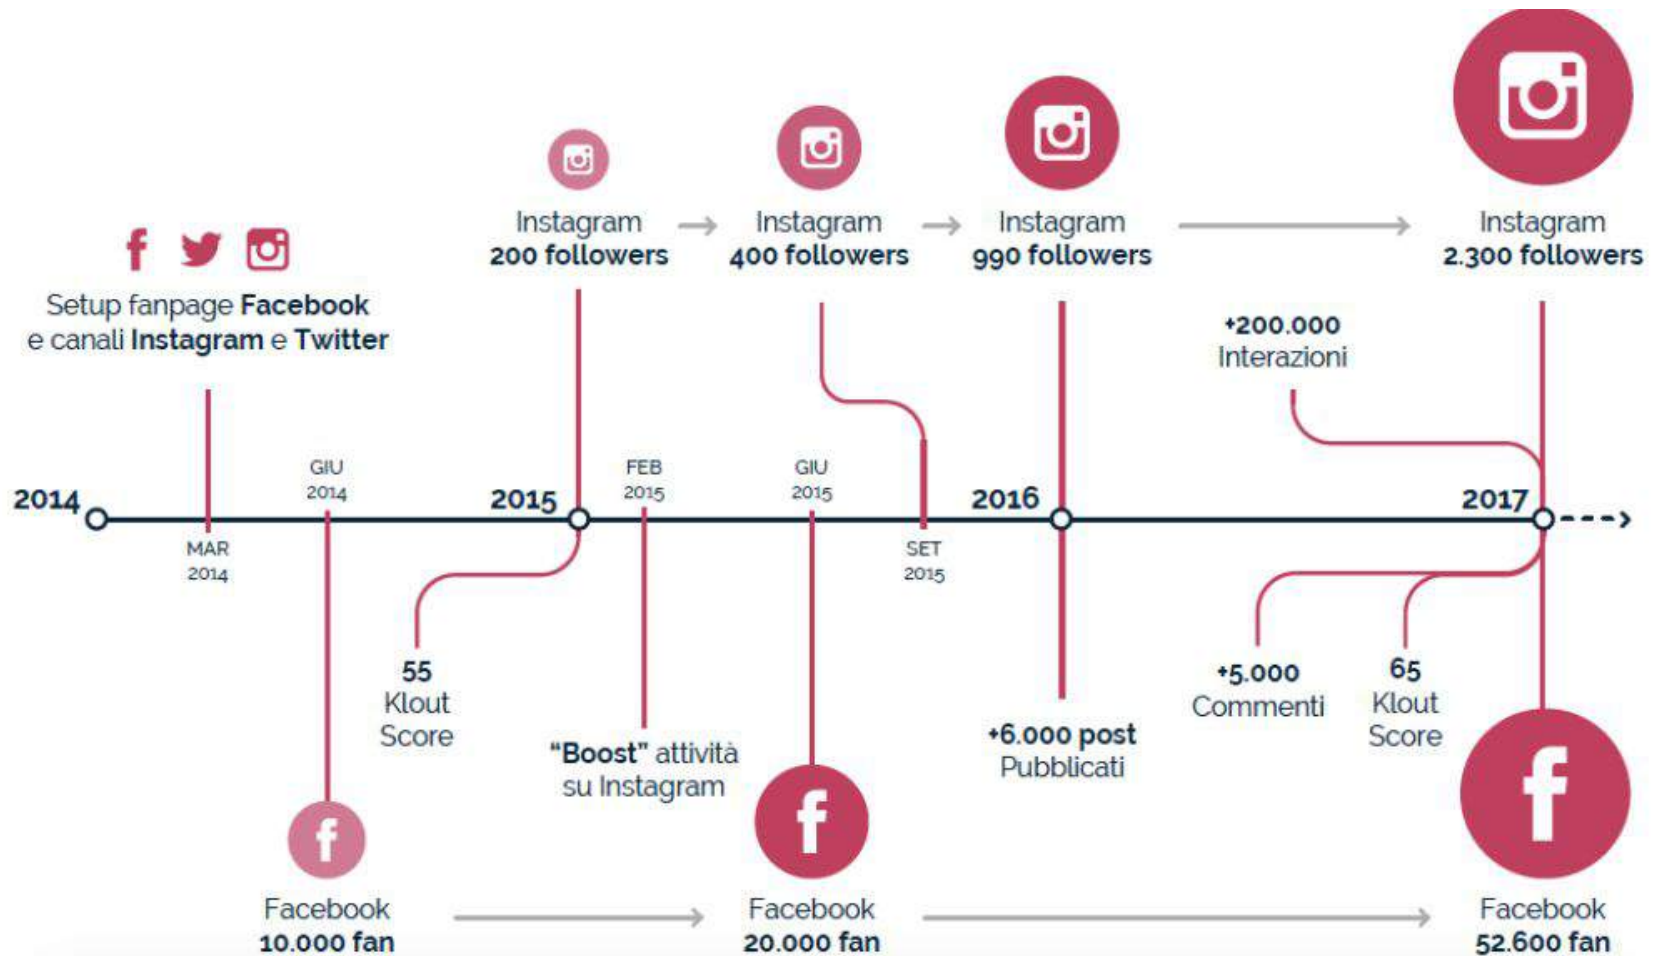 Instagram
200 followers
Instagram
400 followers
Instagram
990 followers
Instagram
2.300 followers
Setup fanpage Facebook
e canali Instagram e Twitter
+200.000
Interazioni
2014
MAR
2014
GIU
2014
2015
FEB
2015
GIU
2015
SET
2015
2016
2017
55
Klout
Score
"Boost" attività
su Instagram
+6.000 post
Pubblicati
+5.000
Commenti
65
Klout
Score
Facebook
10.000 fan
Facebook
20.000 fan
Facebook
52.600 fan